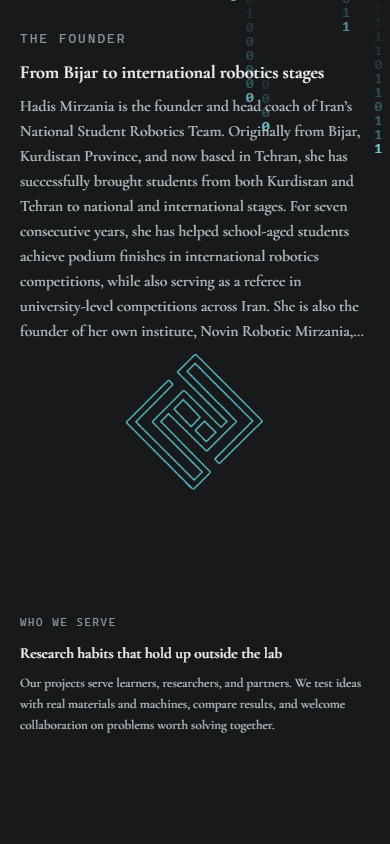 THE FOUNDER
From Bijar to international robotics stages
Hadis Mirzania is the founder and head coach of Iran’s
National Student Robotics Team. Originally from Bijar,
Kurdistan Province, and now based in Tehran, she has
successfully brought students from both Kurdistan and
Tehran to national and international stages. For seven
consecutive years, she has helped school-aged students
achieve podium finishes in international robotics
competitions, while also serving as a referee in
university-level competitions across Iran. She is also the
founder of her own institute, Novin Robotic Mirzania,...
WHO WE SERVE
Research habits that hold up outside the lab
Our projects serve learners, researchers, and partners. We test ideas
with real materials and machines, compare results, and welcome
collaboration on problems worth solving together.